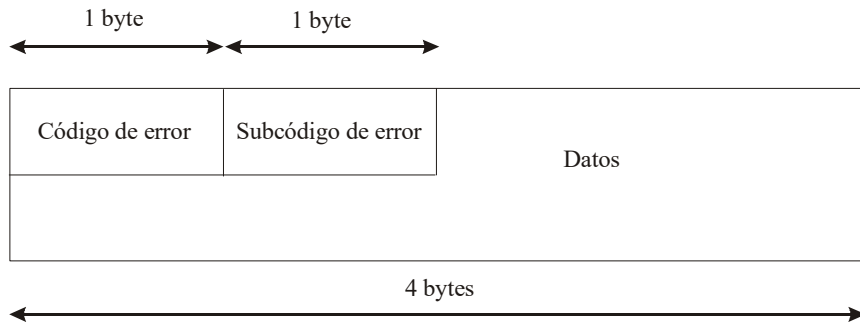 1 byte
1 byte
Código de error
Subcódigo de error
Datos
4 bytes